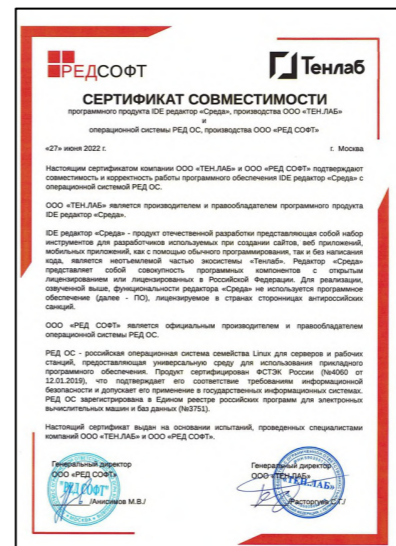 РЕДСОФТ
Тенлаб
СЕРТИФИКАТ СОВМЕСТИМОСТИ
программного продукта IDE редактор «Среда», производства ООО «ТЕН.ЛАБ»
и
операционной системы РЕД ОС, производства ООО «РЕД СОФТ»
«27» июня 2022 г.
г. Москва
Настоящим сертификатом компании ООО «ТЕН.ЛАБ» и ООО «РЕД СОФТ» подтверждают
совместимость и корректность работы программного обеспечения IDE редактор «Среда» с
операционной системой РЕД ОС.
ООО «ТЕН.ЛАБ» является производителем и правообладателем программного продукта
IDE редактор «Среда».
IDE редактор «Среда» - продукт отечественной разработки представляющая собой набор
инструментов для разработчиков используемых при создании сайтов, веб приложений,
мобильных приложений, как с помощью обычного программирования, так и без написания
кода, является неотъемлемой частью экосистемы «Тенлаб». Редактор «Среда»
представляет собой совокупность программных компонентов с открытым
лицензированием или лицензированных в Российской Федерации. Для реализации,
озвученной выше, функциональности редактора «Среда» не используется программное
обеспечение (далее - ПО), лицензируемое в странах сторонницах антироссийских
санкций.
ООО «РЕД СОФТ» является официальным производителем и правообладателем
операционной системы РЕД ОС.
РЕД ОС - российская операционная система семейства Linux для серверов и рабочих
станций, предоставляющая универсальную среду для использования прикладного
программного обеспечения. Продукт сертифицирован ФСТЭК России (№4060 от
12.01.2019), что подтверждает его соответствие требованиям информационной
безопасности и допускает его применение в государственных информационных системах.
РЕД ОС зарегистрирована в Едином реестре российских программ для электронных
вычислительных машин и баз данных (№3751).
Настоящий сертификат выдан на основании испытаний, проведенных специалистами
компаний ООО «ТЕН.ЛАБ» и ООО «РЕД СОФТ».
Генеральный директор
ООО «РЕД СОФТ»
/Анисимов М.В./
Генеральный директор
ООО «ТЕН.ЛАБ»
/Расторгуев С.Г./
«РЕД СОФТ»
«ТЕН.ЛАБ»